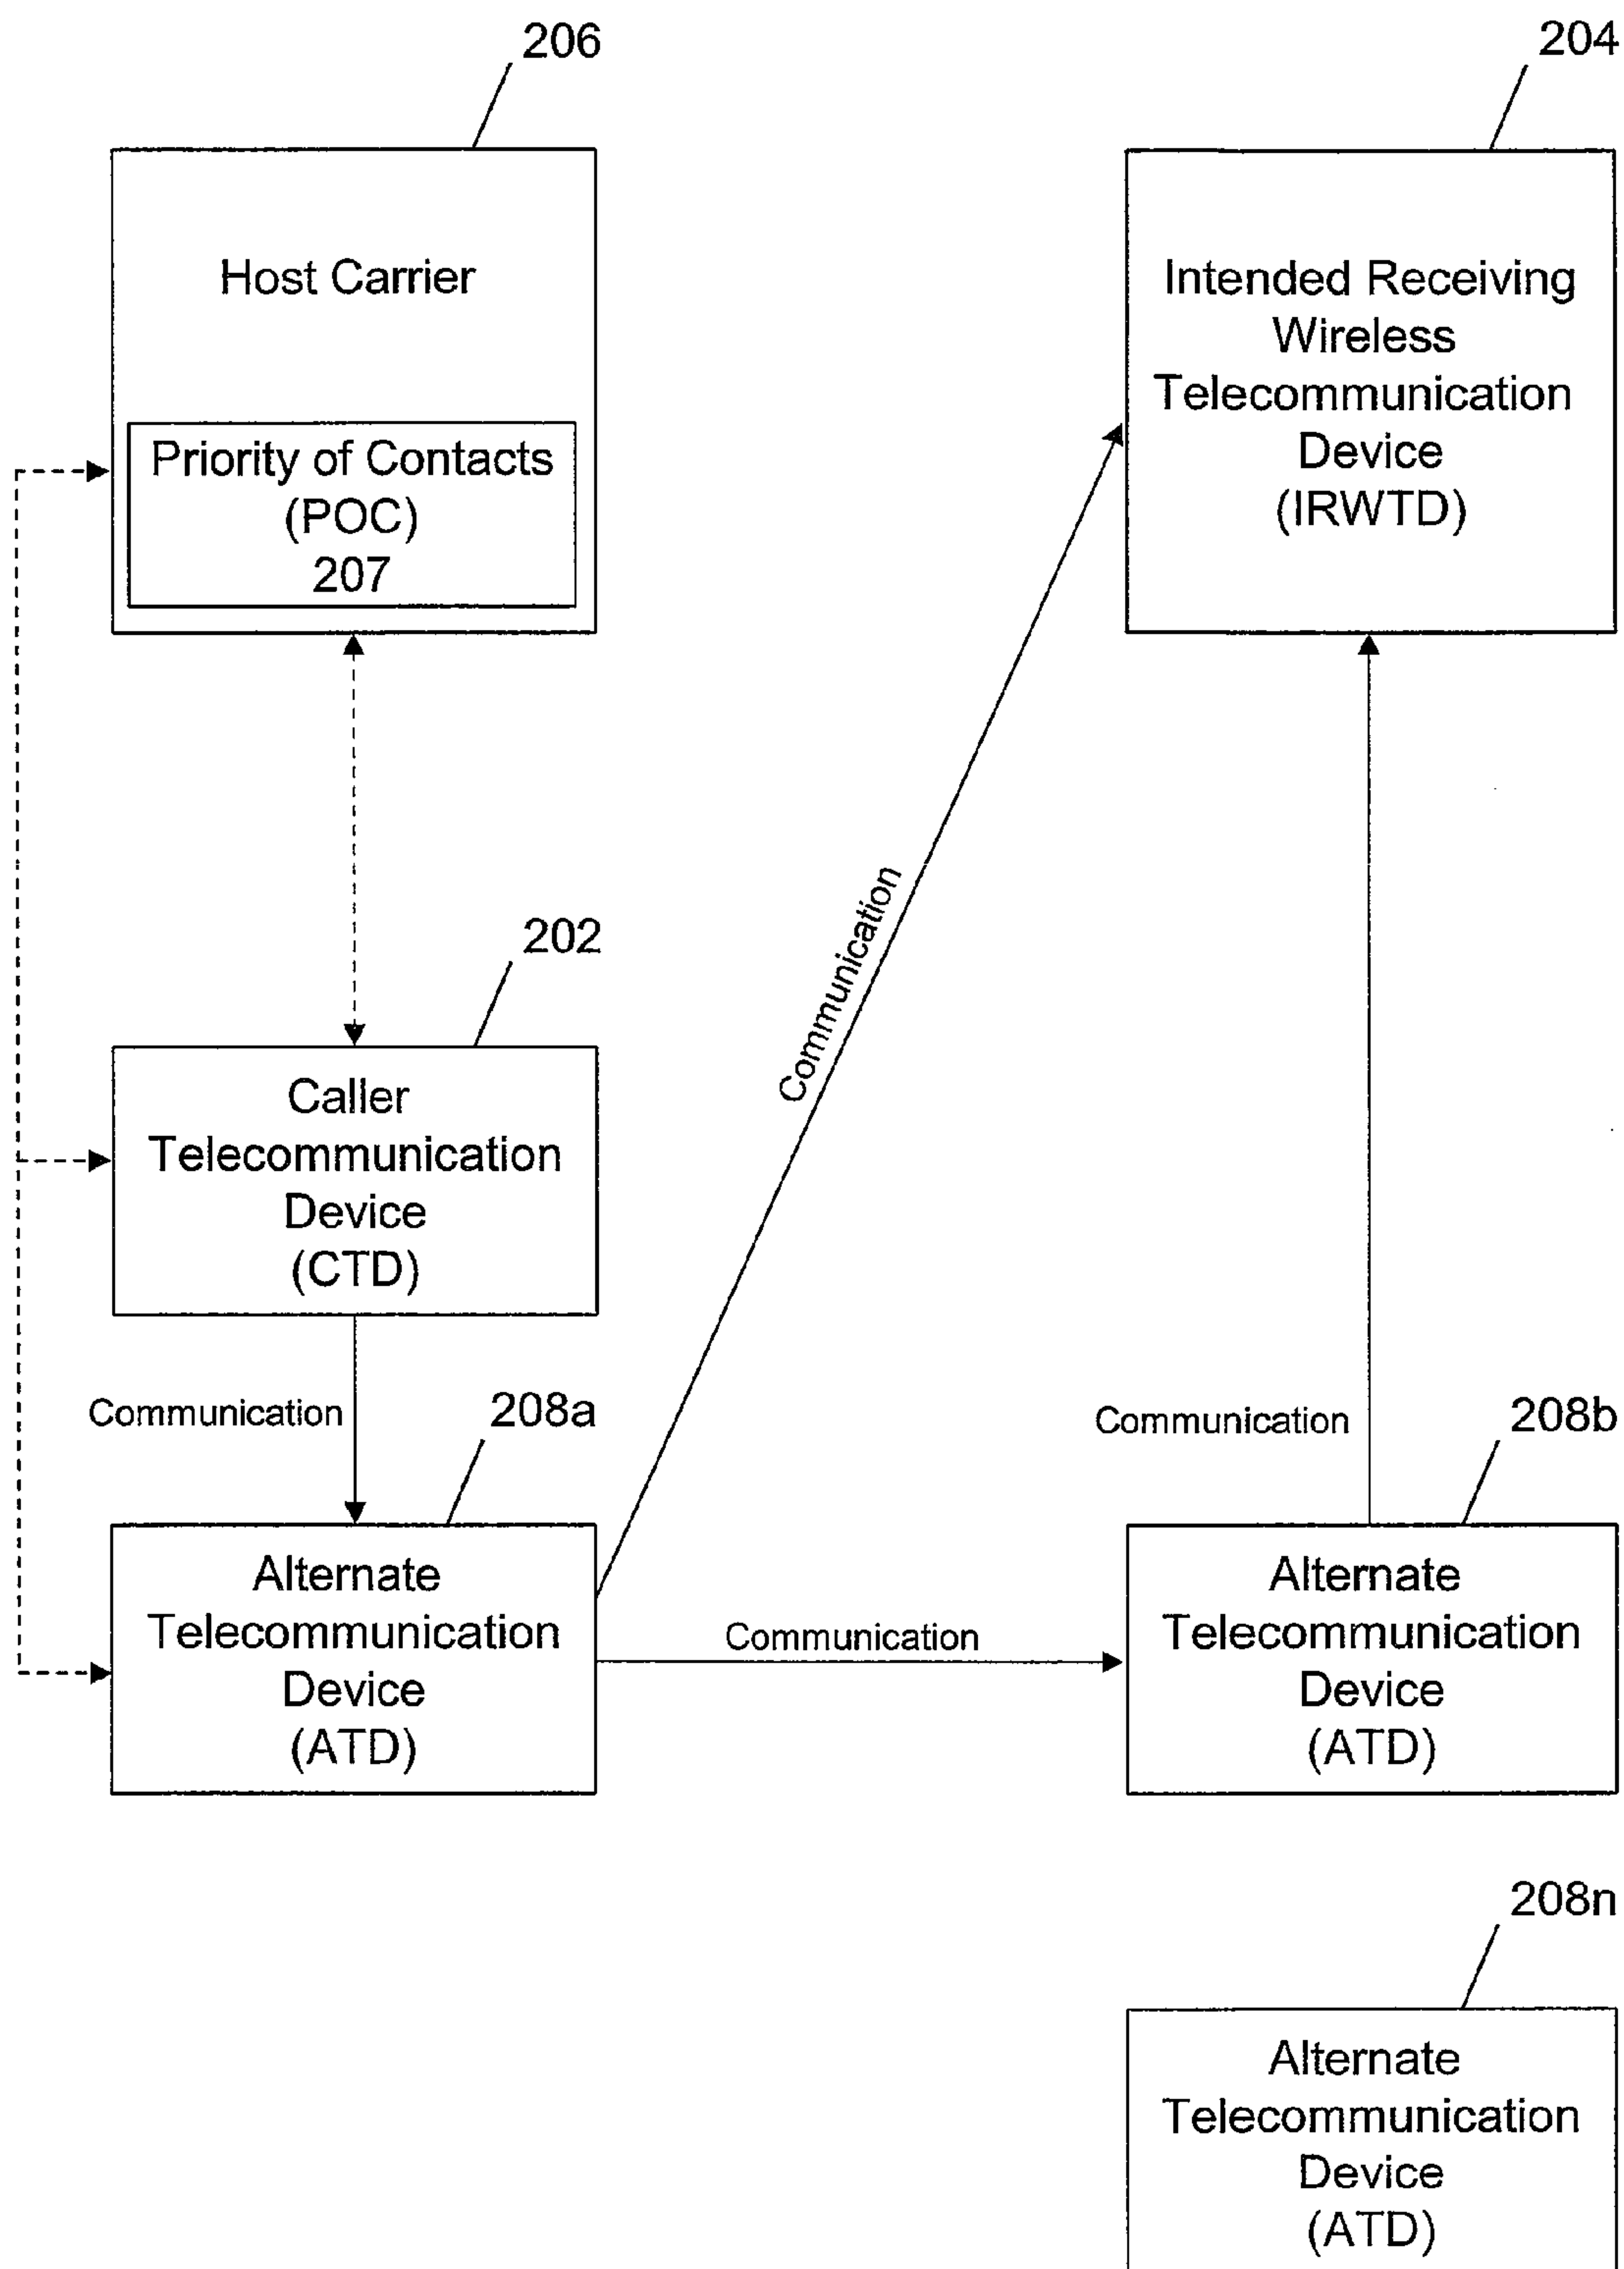 206
204
Host Carrier
Priority of Contacts
(POC)
207
Intended Receiving
Wireless
Telecommunication
Device
(IRWTD)
Communication
202
Caller
Telecommunication
Device
(CTD)
Communication
208a
Communication
208b
Alternate
Telecommunication
Device
(ATD)
Communication
Alternate
Telecommunication
Device
(ATD)
208n
Alternate
Telecommunication
Device
(ATD)